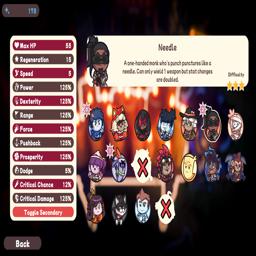 198
Needle
A one-handed monk who's punch punctures like a
needle. Can only wield 1 weapon but stat changes
are doubled.
Difficulty
Max HP 55
Regeneration 15
Speed 5
Power 125%
Dexterity 125%
Range 125%
Force 125%
Pushback 125%
Prosperity 125%
Dodge 5%
Critical Chance 12%
Critical Damage 125%
Toggle Secondary
Back